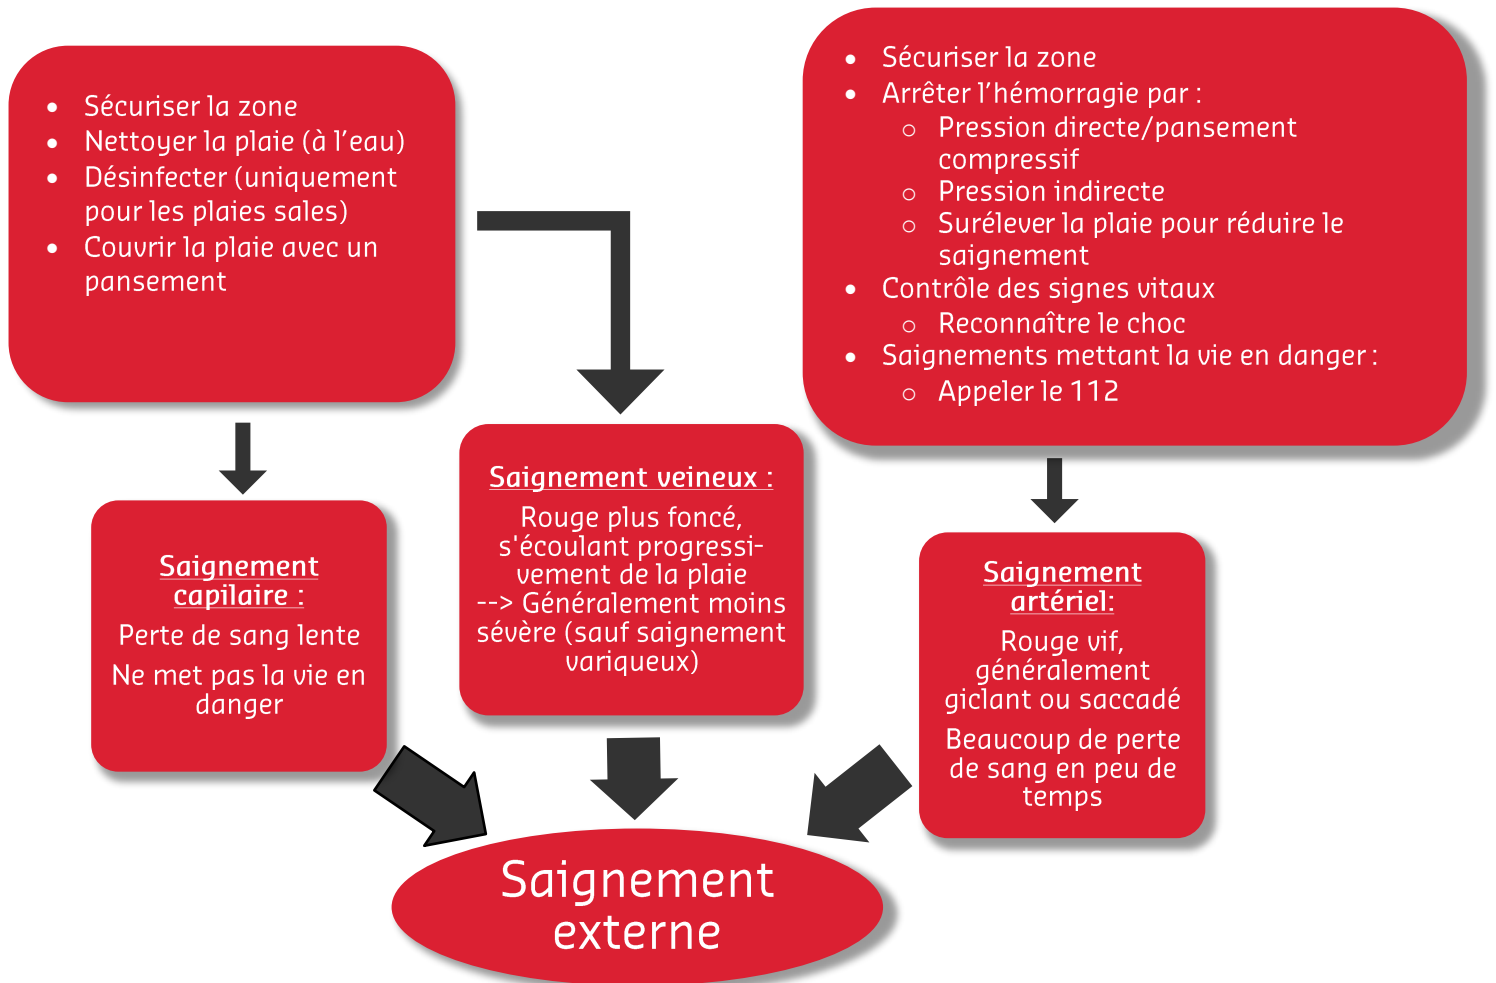 • Sécuriser la zone
• Nettoyer la plaie (à l’eau)
• Désinfecter (uniquement
pour les plaies sales)
• Couvrir la plaie avec un
pansement
• Sécuriser la zone
• Arrêter l’hémorragie par :
o Pression directe/pansement
compressif
o Pression indirecte
o Surélever la plaie pour réduire le
saignement
• Contrôle des signes vitaux
o Reconnaître le choc
• Saignements mettant la vie en danger :
o Appeler le 112
Saignement
capilaire :
Perte de sang lente
Ne met pas la vie en
danger
Saignement veineux :
Rouge plus foncé,
s'écoulant progressi-
vement de la plaie
--> Généralement moins
sévère (sauf saignement
variqueux)
Saignement
artériel:
Rouge vif,
généralement
giclant ou saccadé
Beaucoup de perte
de sang en peu de
temps
Saignement
externe